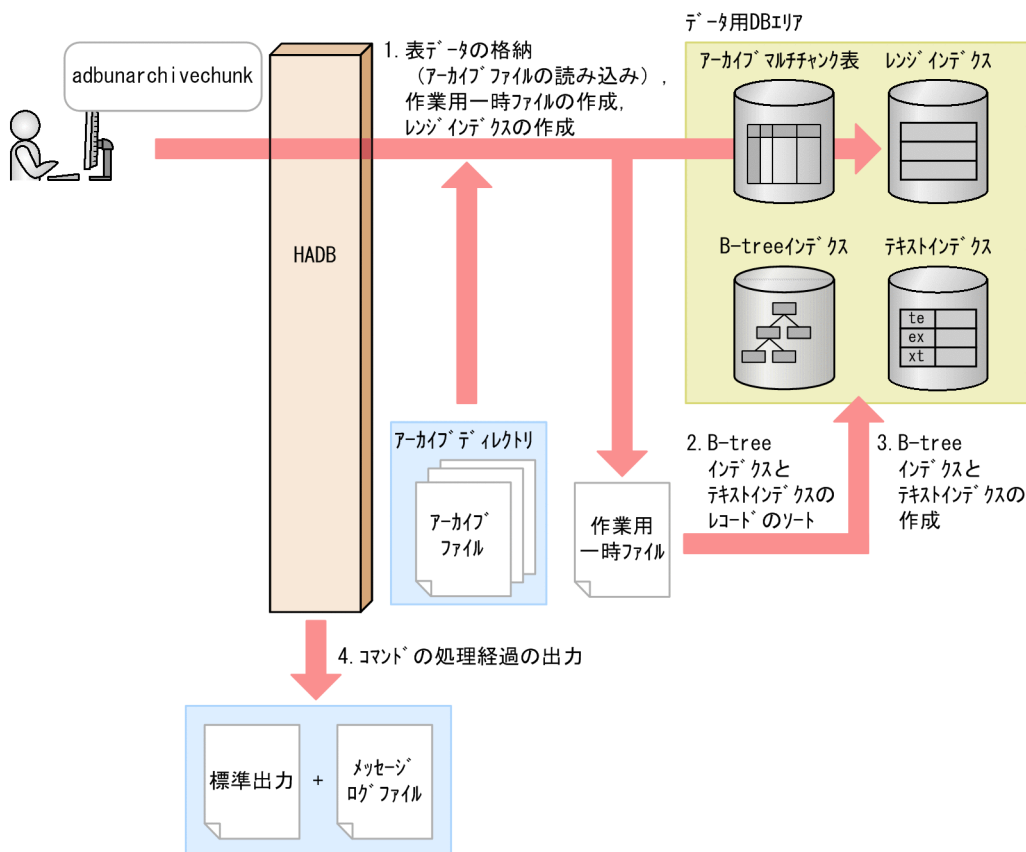 adbunarchivechunk
HADB
1. 表データの格納
(ｱｰｶｲﾌﾞﾌｧｲﾙの読み込み),
作業用一時ﾌｧｲﾙの作成,
ﾚﾝｼﾞｲﾝﾃﾞｸｽの作成
ﾃﾞｰﾀ用DBｴﾘｱ
ｱｰｶｲﾌﾞﾏﾙﾁﾁｬﾝｸ表
ﾚﾝｼﾞｲﾝﾃﾞｸｽ
B-treeｲﾝﾃﾞｸｽ
ﾃｷｽﾄｲﾝﾃﾞｸｽ
te
ex
xt
ｱｰｶｲﾌﾞﾃﾞｨﾚｸﾄﾘ
ｱｰｶｲﾌﾞ
ﾌｧｲﾙ
作業用
一時ﾌｧｲﾙ
2. B-tree
ｲﾝﾃﾞｸｽと
ﾃｷｽﾄｲﾝﾃﾞｸｽの
ﾚｺｰﾄﾞのｿｰﾄ
3. B-tree
ｲﾝﾃﾞｸｽと
ﾃｷｽﾄｲﾝﾃﾞｸｽの
作成
4. ｺﾏﾝﾄﾞの処理経過の出力
標準出力
+
ﾒｯｾｰｼﾞ
ﾛｸﾞﾌｧｲﾙ